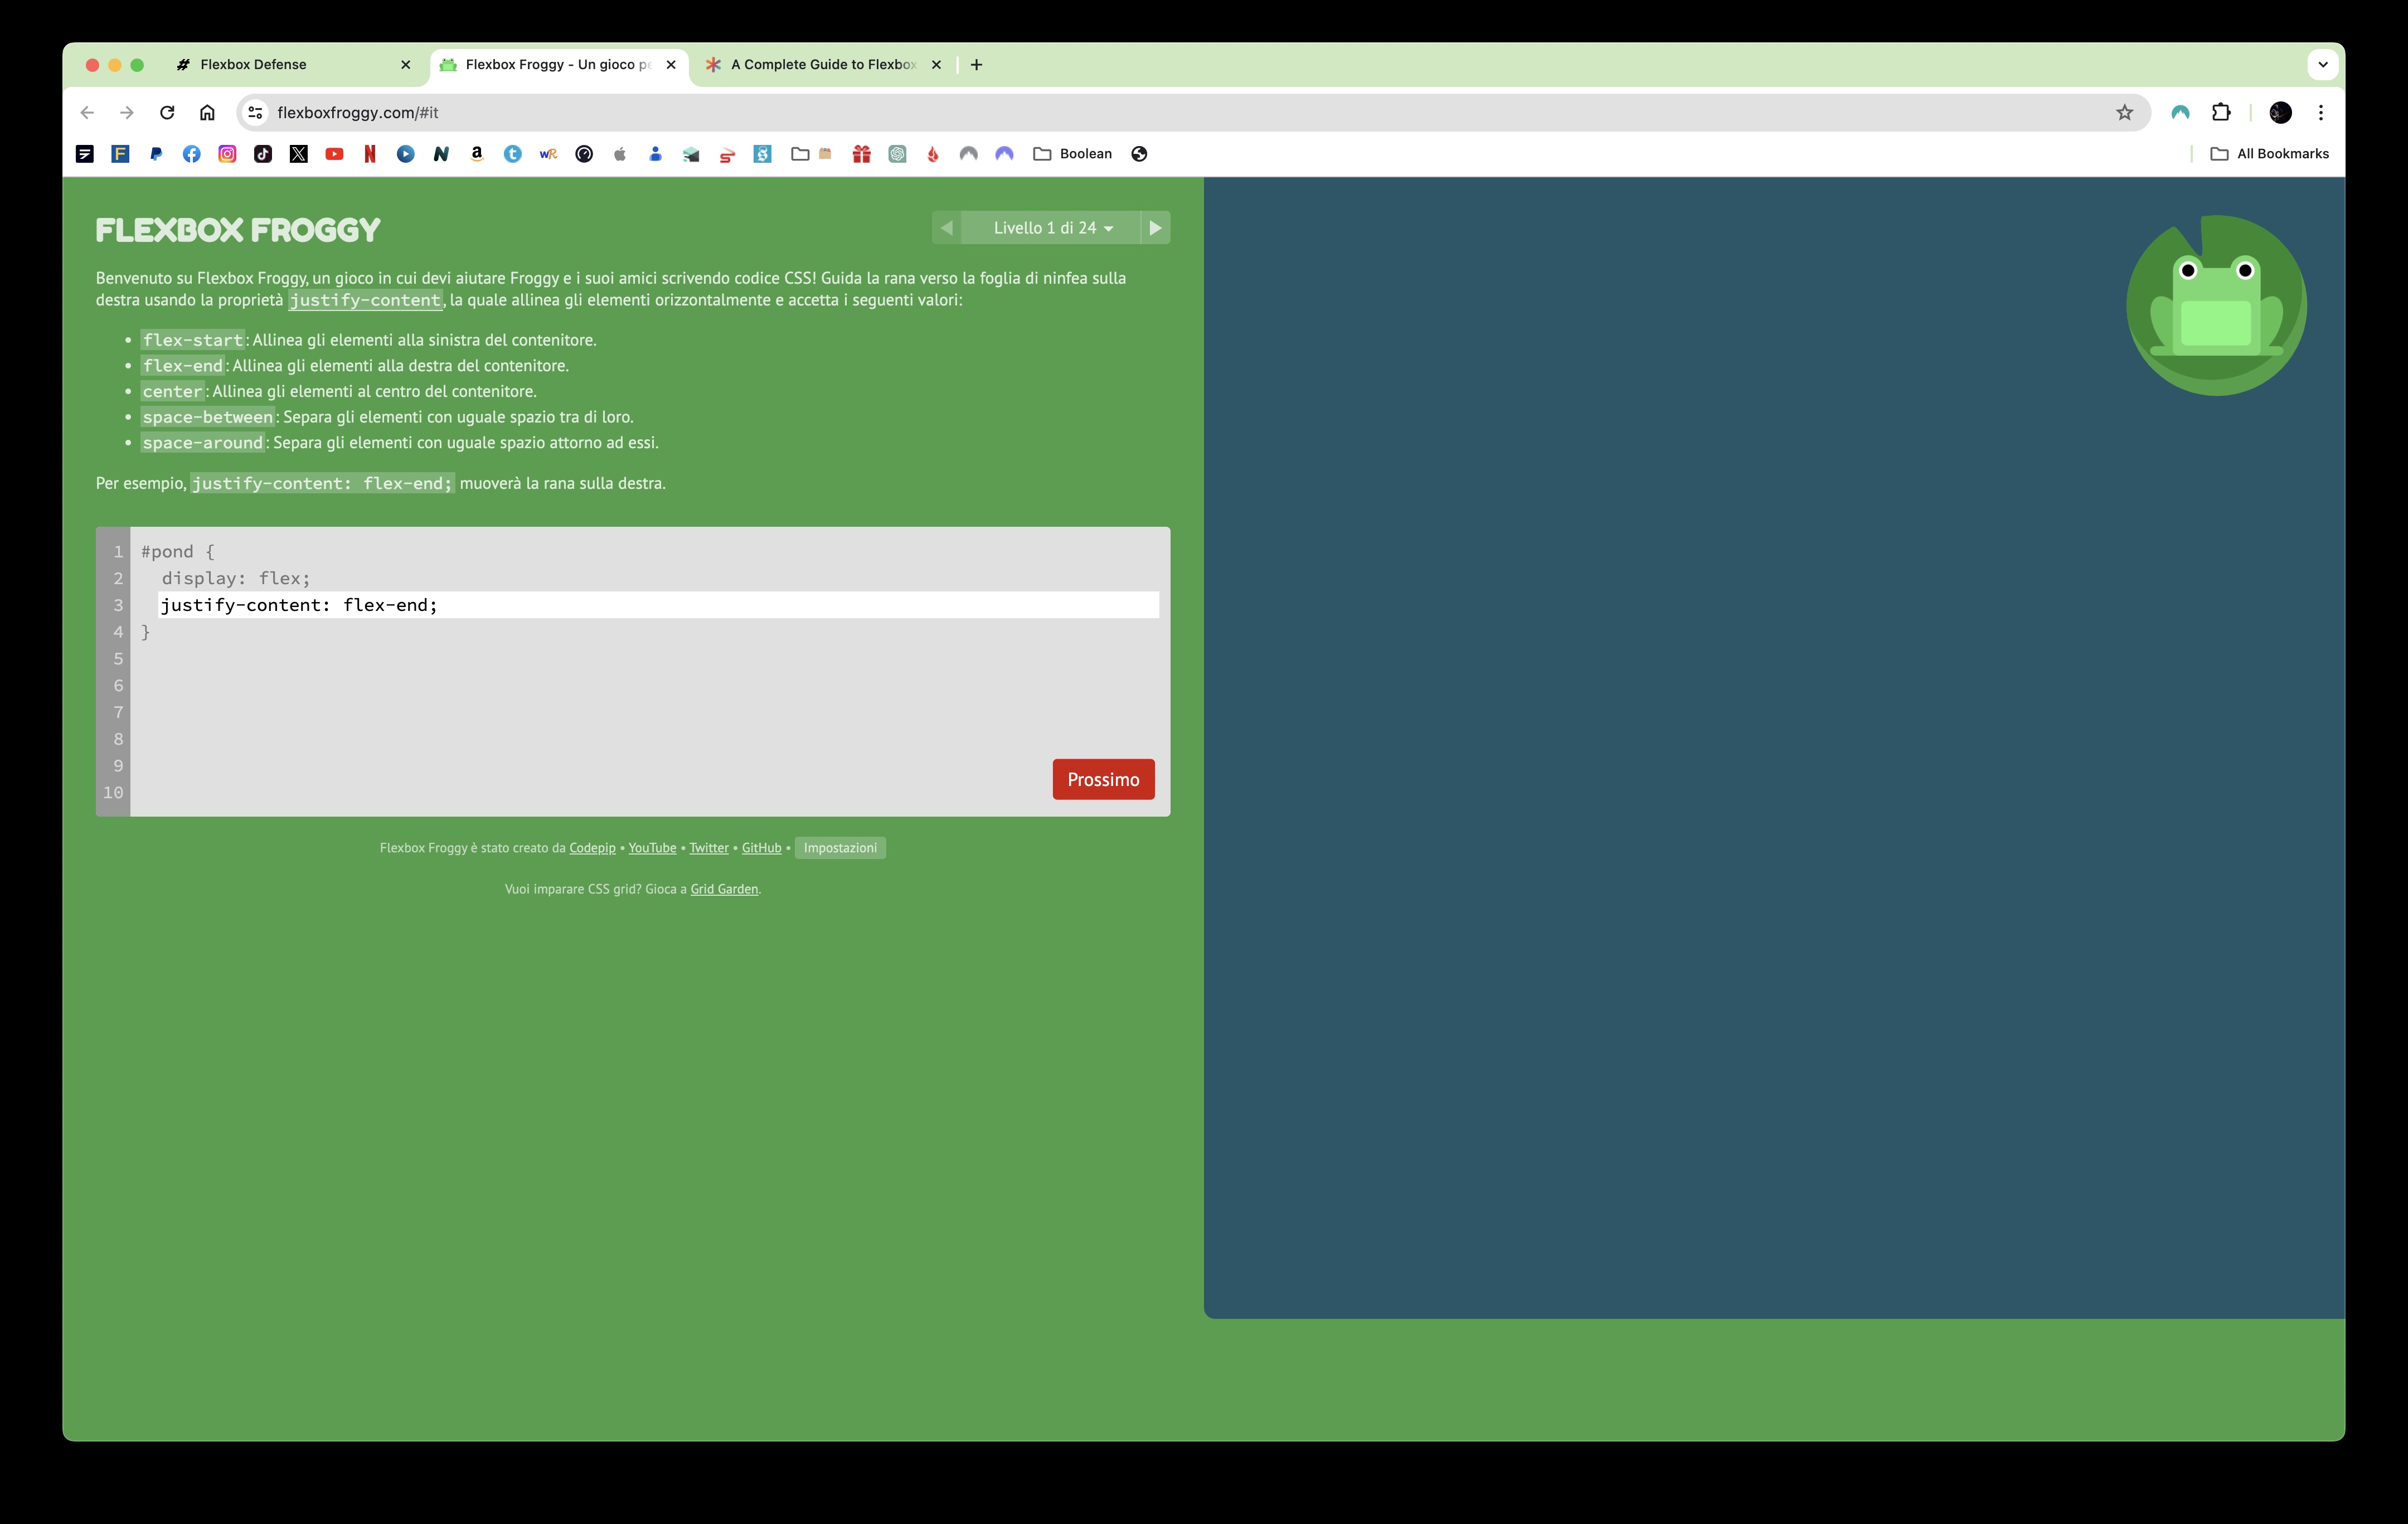 Flexbox Defense
Flexbox Froggy - Un gioco
A Complete Guide to Flexbox
flexboxfroggy.com/#it
Boolean
All Bookmarks
FLEXBOX FROGGY
Livello 1 di 24
Benvenuto su Flexbox Froggy, un gioco in cui devi aiutare Froggy e i suoi amici scrivendo codice CSS! Guida la rana verso la foglia di ninfea sulla
destra usando la proprietà justify-content, la quale allinea gli elementi orizzontalmente e accetta i seguenti valori:
• flex-start: Allinea gli elementi alla sinistra del contenitore.
• flex-end: Allinea gli elementi alla destra del contenitore.
• center: Allinea gli elementi al centro del contenitore.
• space-between: Separa gli elementi con uguale spazio tra di loro.
• space-around: Separa gli elementi con uguale spazio attorno ad essi.
Per esempio, justify-content: flex-end; muoverà la rana sulla destra.
1 #pond {
2 display: flex;
3 justify-content: flex-end;
4 }
5
6
7
8
9
10
Prossimo
Flexbox Froggy è stato creato da Codepip • YouTube • Twitter • GitHub • Impostazioni
Vuoi imparare CSS grid? Gioca a Grid Garden.